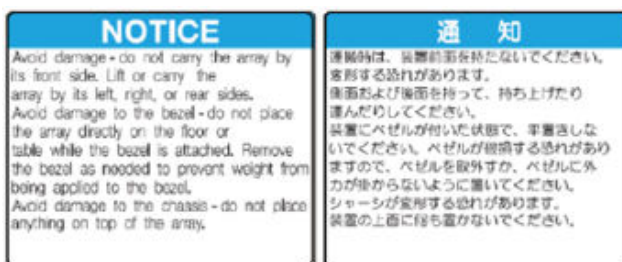 NOTICE
Avoid damage - do not carry the array by
its front side. Lift or carry the
array by its left, right, or rear sides.
Avoid damage to the bezel - do not place
the array directly on the floor or
table while the bezel is attached. Remove
the bezel as needed to prevent weight from
being applied to the bezel.
Avoid damage to the chassis - do not place
anything on top of the array.
通 知
運搬時は、装置前面を持たないでください。
変形する恐れがあります。
側面および後面を持って、持ち上げたり
運んだりしてください。
装置にベゼルが付いた状態で、平置きしな
いでください。ベゼルが破損する恐れがあり
ますので、ベゼルを取外すか、ベゼルに外
力が掛からないように置いてください。
シャーシが変形する恐れがあります。
装置の上面に何も置かないでください。